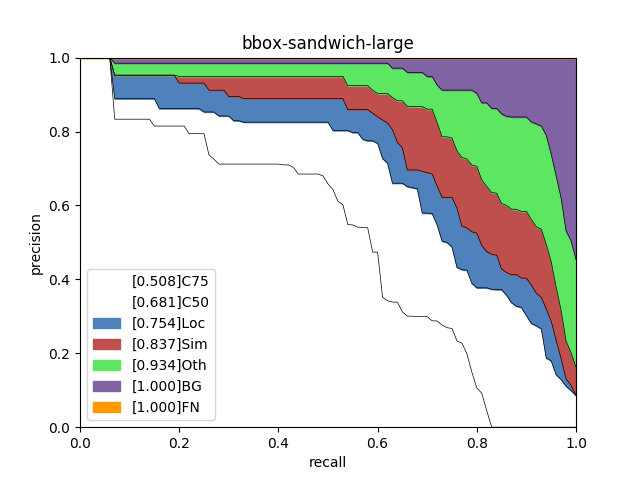 bbox-sandwich-large
1.0
0.8
0.6
0.4
0.2
0.0
precision
[0.508]C75
[0.681]C50
[0.754]Loc
[0.837]Sim
[0.934]Oth
[1.000]BG
[1.000]FN
0.0 0.2 0.4 0.6 0.8 1.0
recall